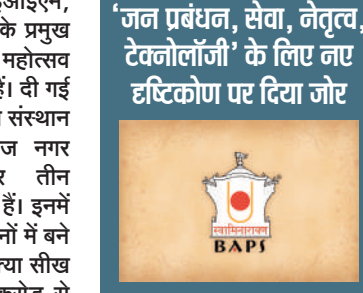 के प्रमुख
महोत्सव
हैं। दी गई
संस्थान
ज नगर
र तीन
हैं। इनमें
नों में बने
क्या सीख
‘जन प्रबंधन, सेवा, नेतृत्व,
टेक्नोलॉजी’ के लिए नए
दृष्टिकोण पर दिया जोर
स्वामिनारायण
BAPS